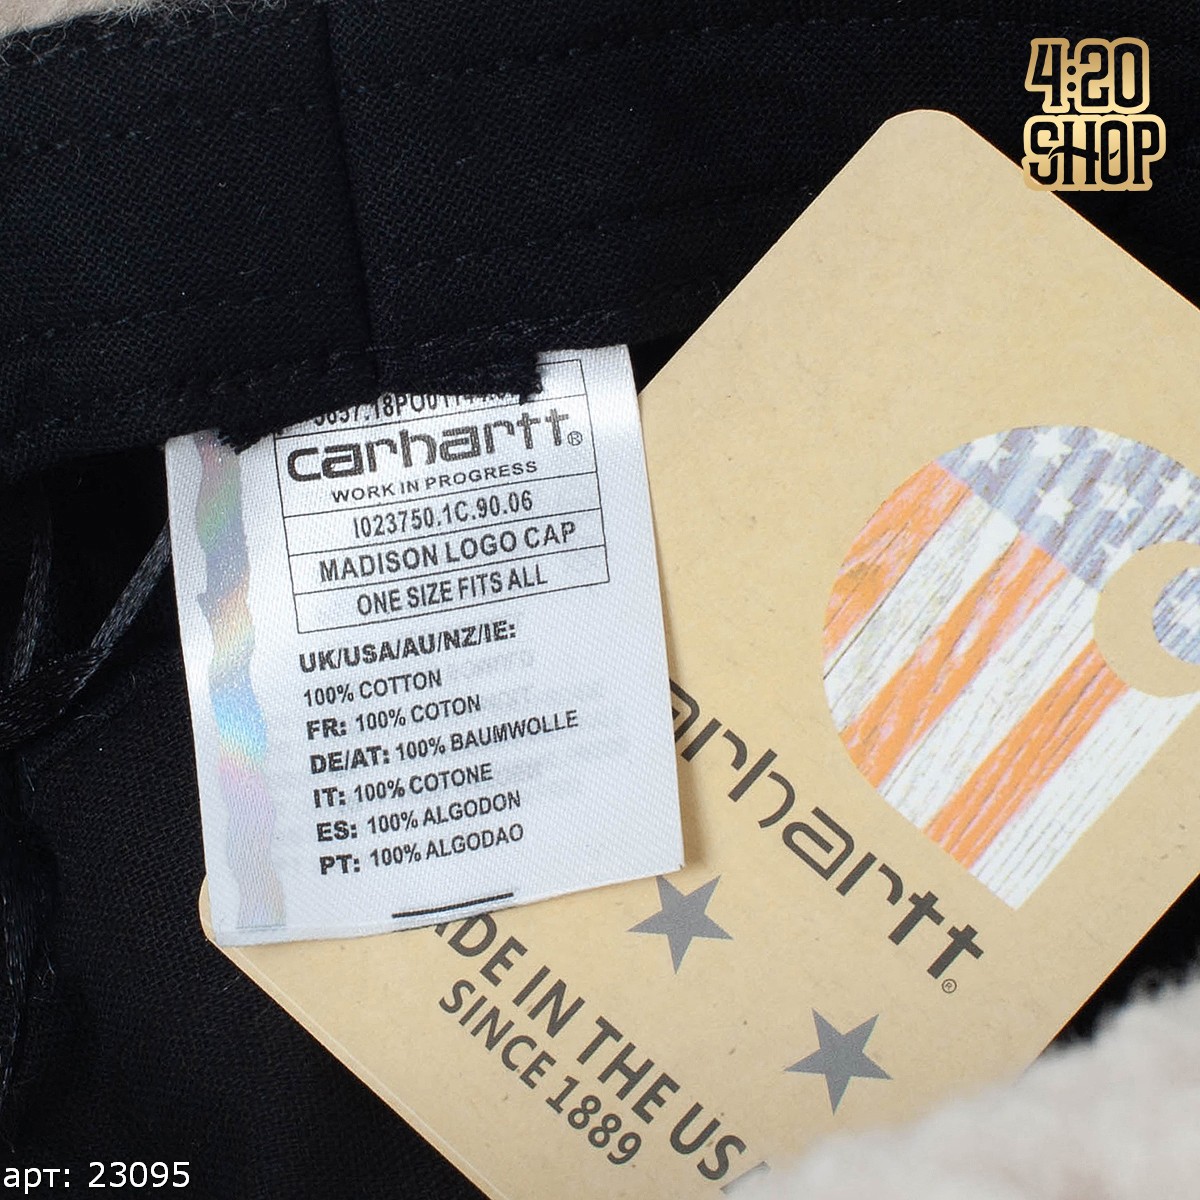 4:20
SHOP
carhartt®
WORK IN PROGRESS
I023750.1C.90.06
MADISON LOGO CAP
ONE SIZE FITS ALL
UK/USA/AU/NZ/IE:
100% COTTON
FR: 100% COTON
DE/AT: 100% BAUMWOLLE
IT: 100% COTONE
ES: 100% ALGODON
PT: 100% ALGODAO
arhartt®
ADE IN THE US
SINCE 1889
арт: 23095